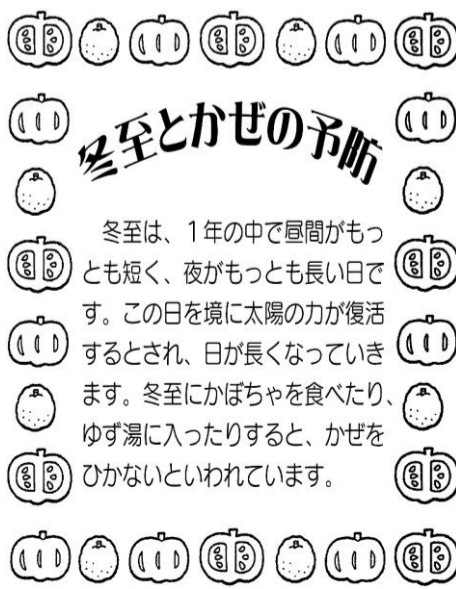 冬至とかぜの予防
冬至は、1年の中で昼間がもっ
とも短く、夜がもっとも長い日で
す。この日を境に太陽の力が復活
するとされ、日が長くなっていき
ます。冬至にかぼちゃを食べたり、
ゆず湯に入ったりすると、かぜを
ひかないといわれています。